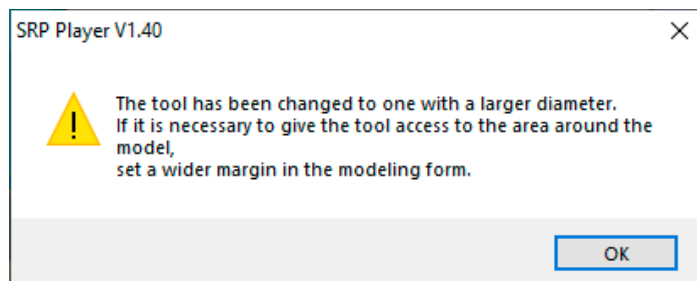 SRP Player V1.40
The tool has been changed to one with a larger diameter.
If it is necessary to give the tool access to the area around the
model,
set a wider margin in the modeling form.
OK